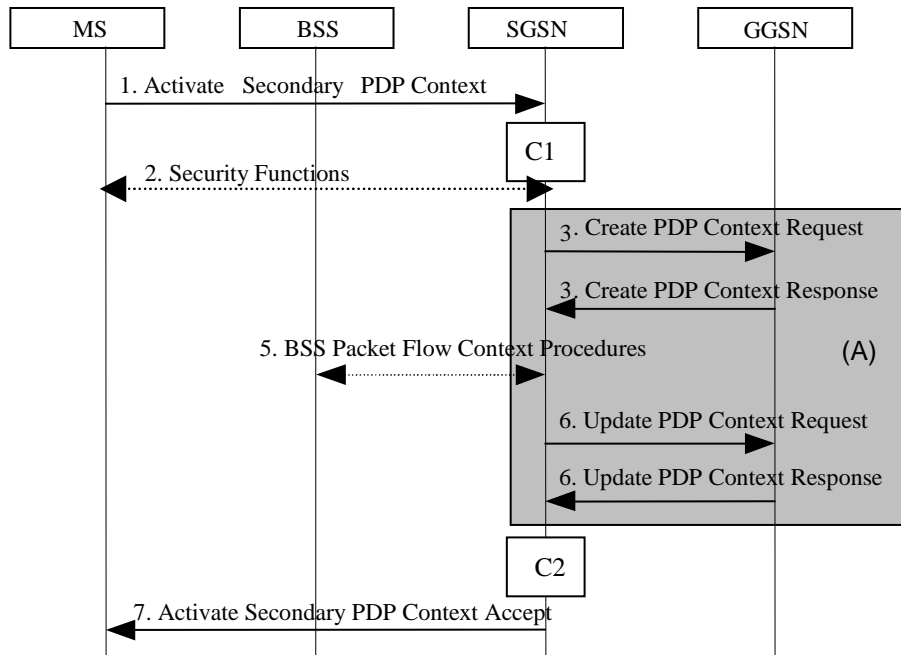 MS BSS SGSN GGSN
1. Activate Secondary PDP Context
C1
2. Security Functions
3. Create PDP Context Request
3. Create PDP Context Response
5. BSS Packet Flow Context Procedures
(A)
6. Update PDP Context Request
6. Update PDP Context Response
C2
7. Activate Secondary PDP Context Accept